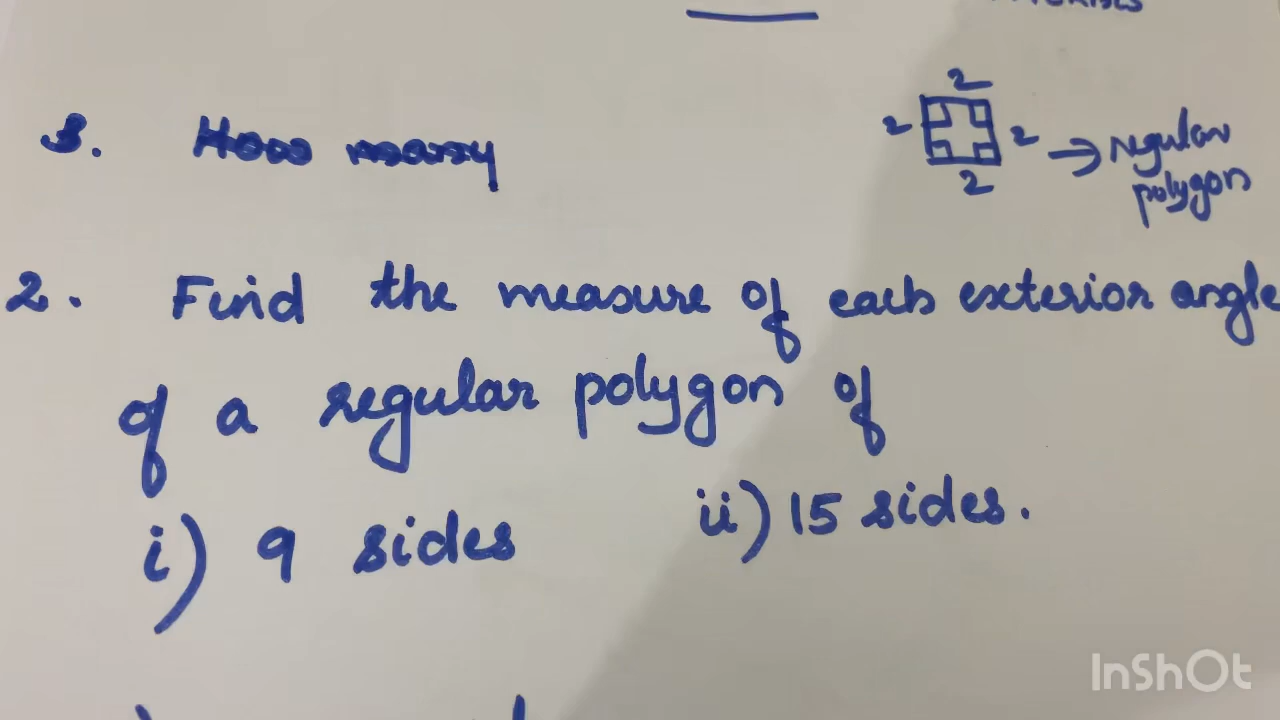 2
2
2
2
→ regular
polygon
3. How many
2. Find the measure of each exterior angle
of a regular polygon of
i) 9 sides
ii) 15 sides.
InShOt